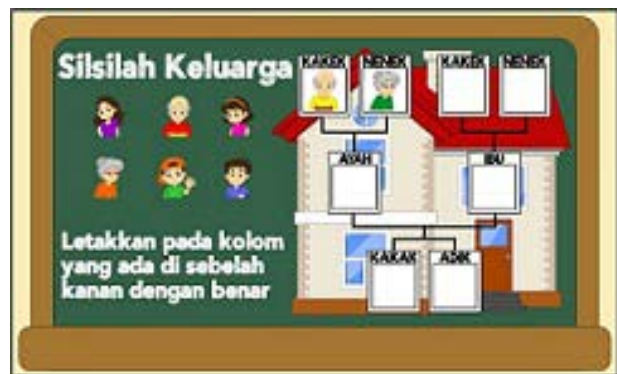 Silsilah Keluarga
KAKEK NENEK KAKEK NENEK
AYAH IBU
KAKAK ADIK
Letakkan pada kolom
yang ada di sebelah
kanan dengan benar